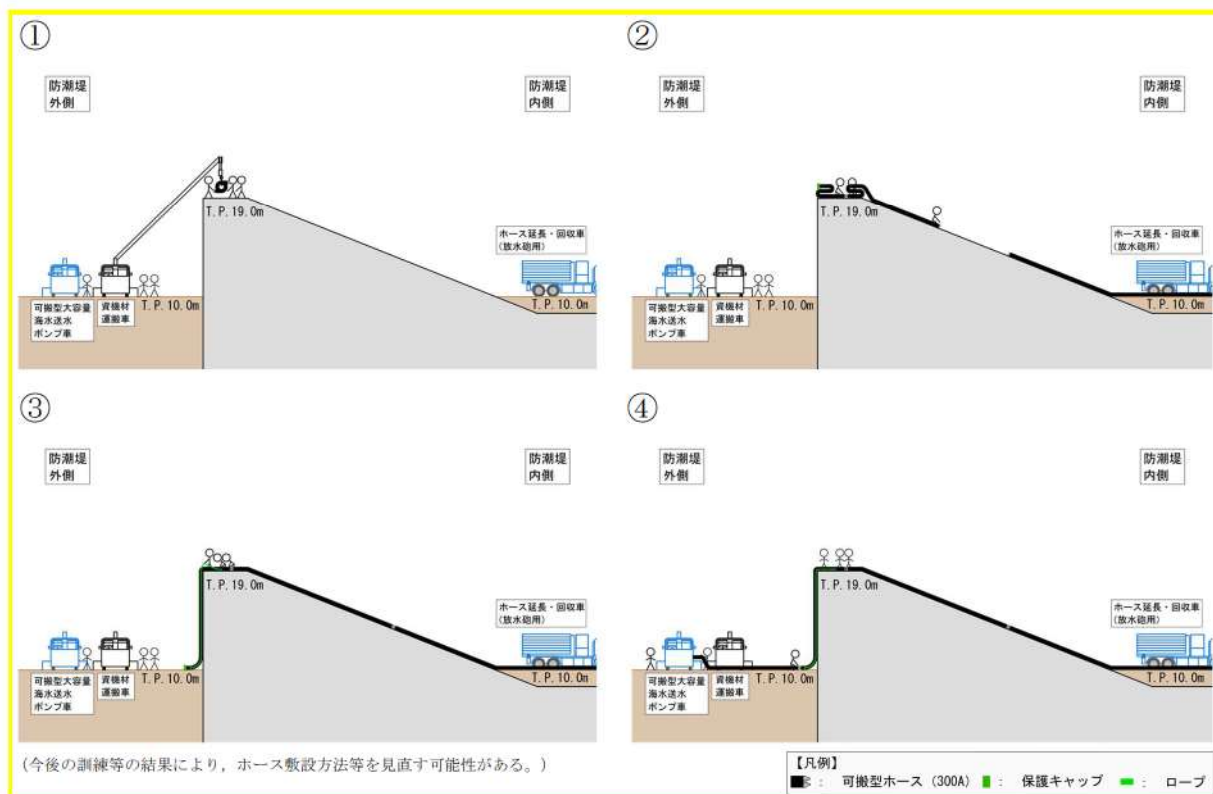 ①
防潮堤
外側
防潮堤
内側
T.P.19.0m
ホース延長・回収車
(放水砲用)
可搬型大容量
海水送水
ポンプ車
資機材
運搬車
T.P.10.0m
T.P.10.0m
②
防潮堤
外側
防潮堤
内側
T.P.19.0m
ホース延長・回収車
(放水砲用)
可搬型大容量
海水送水
ポンプ車
資機材
運搬車
T.P.10.0m
T.P.10.0m
③
防潮堤
外側
防潮堤
内側
T.P.19.0m
ホース延長・回収車
(放水砲用)
可搬型大容量
海水送水
ポンプ車
資機材
運搬車
T.P.10.0m
T.P.10.0m
④
防潮堤
外側
防潮堤
内側
T.P.19.0m
ホース延長・回収車
(放水砲用)
可搬型大容量
海水送水
ポンプ車
資機材
運搬車
T.P.10.0m
T.P.10.0m
(今後の訓練等の結果により，ホース敷設方法等を見直す可能性がある。)
【凡例】
： 可搬型ホース（300A） ： 保護キャップ ： ロープ